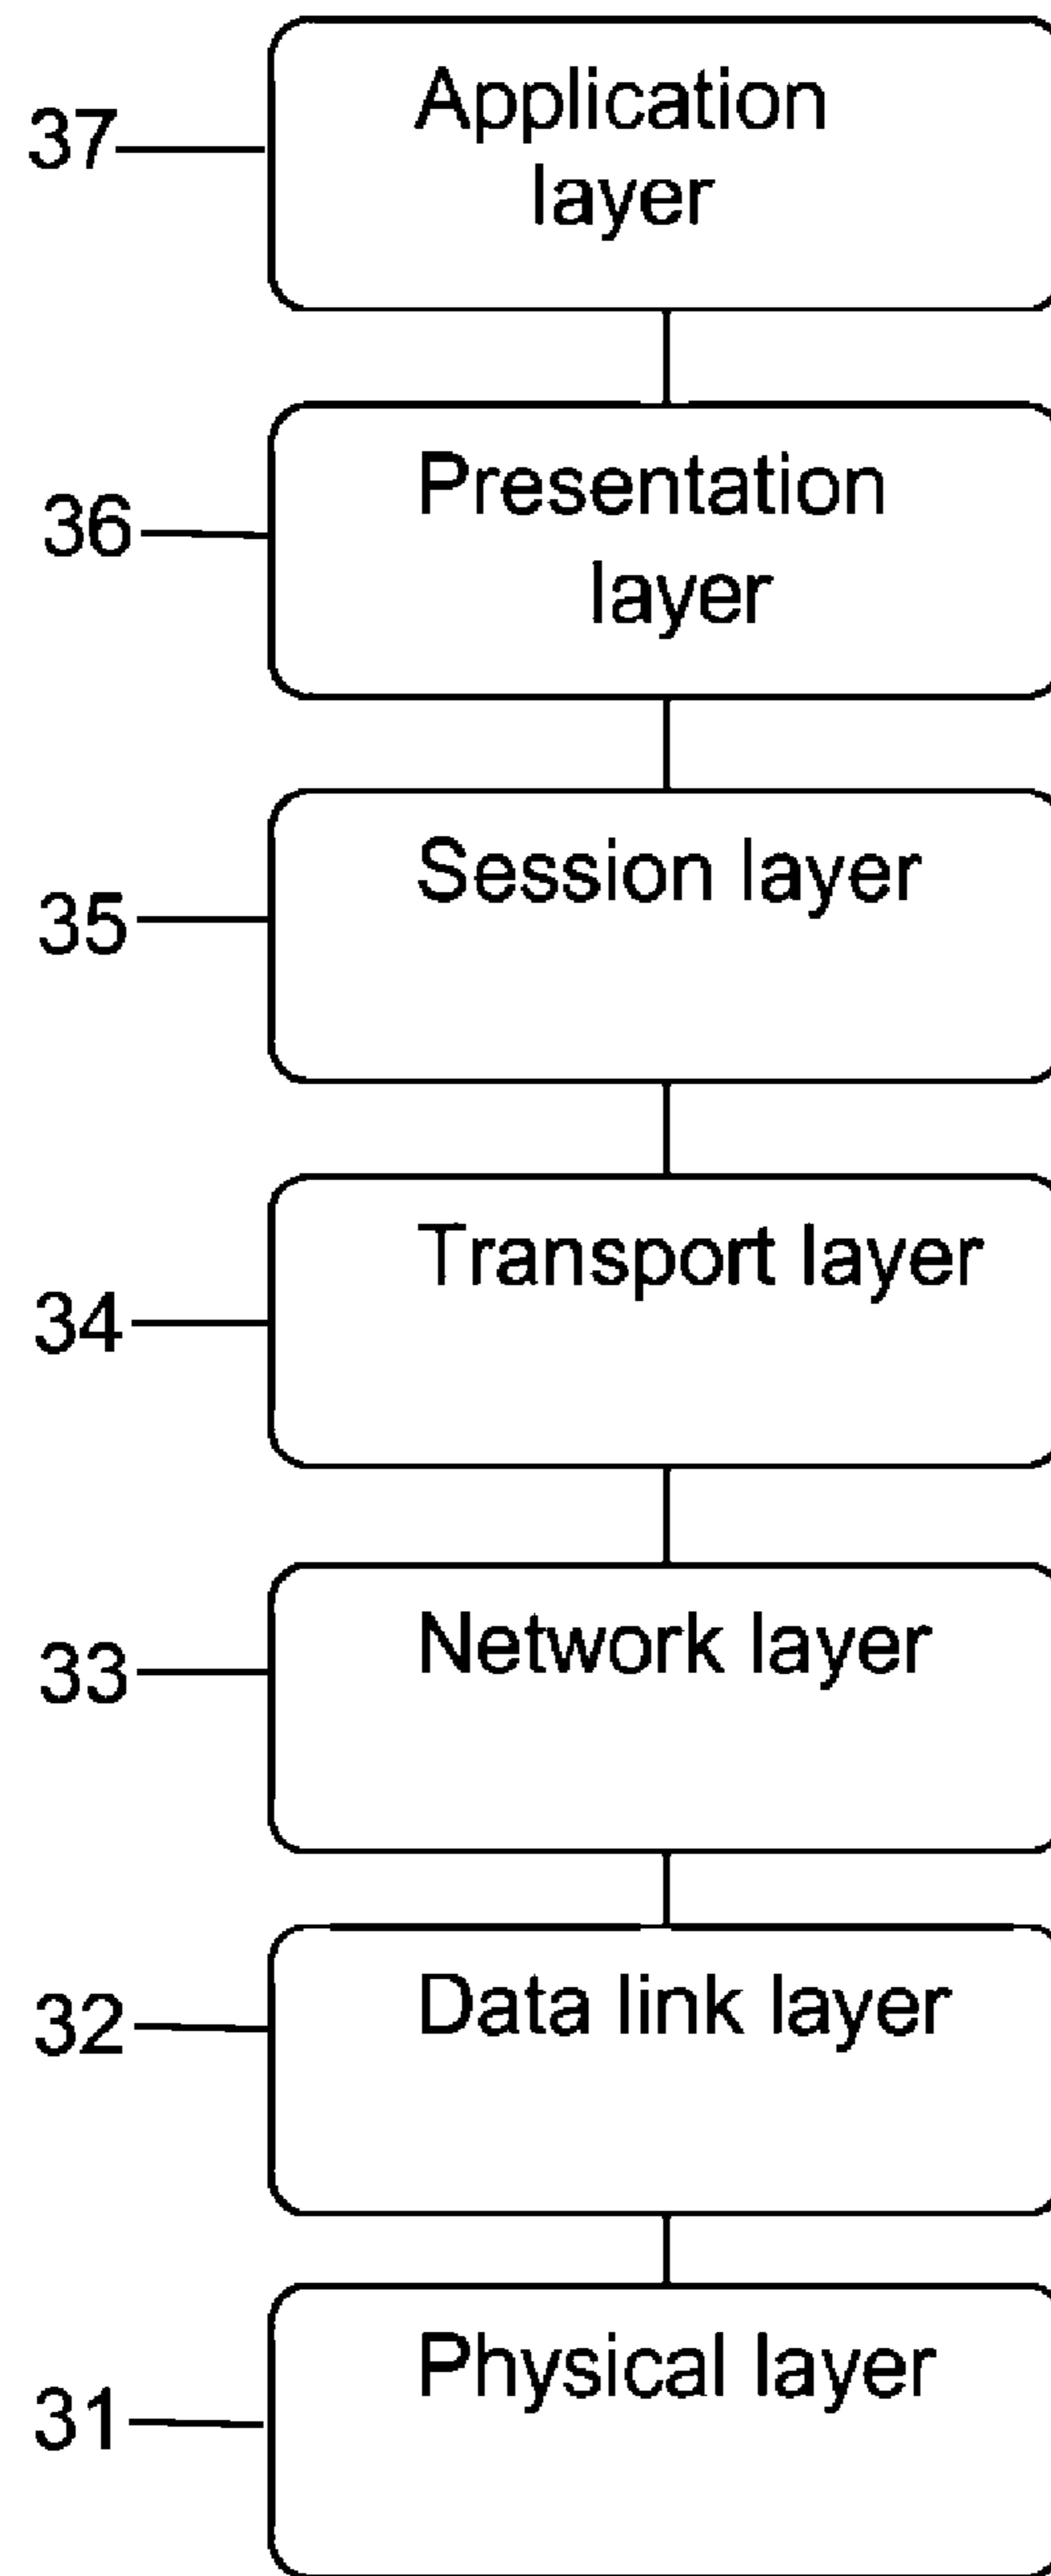 37
Application
layer
36
Presentation
layer
35
Session layer
34
Transport layer
33
Network layer
32
Data link layer
31
Physical layer